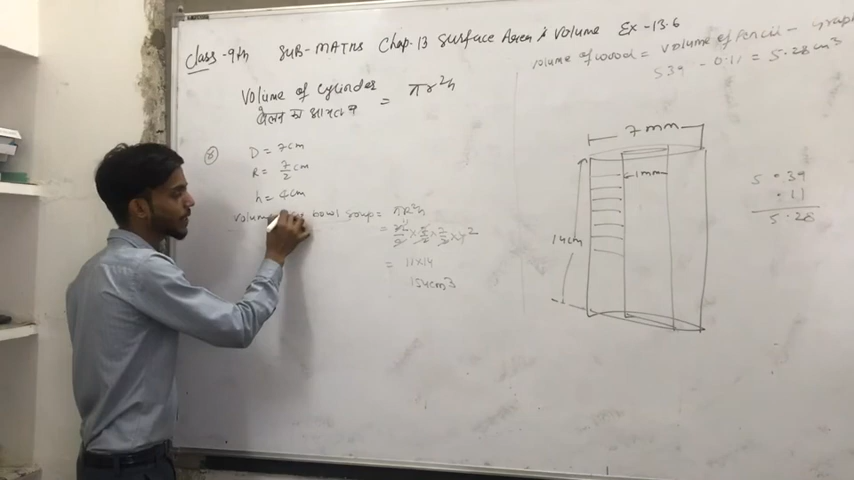 Class -9th SUB-MATHS Chap-13 Surface Area & Volume Ex -13.6
Volume of Cylinder = πr²h
बेलन का आयतन
Volume of wood = Volume of Pencil - Graph
5.39 - 0.11 = 5.28 cm³
8
D = 7cm
R = 7/2 cm
h = 4cm
Volume bowl soup = πR²h
= 22/7 × 7/2 × 7/2 × 4 2
= 11×14
154cm³
7mm
1mm
14cm
5.39
.11
5.28